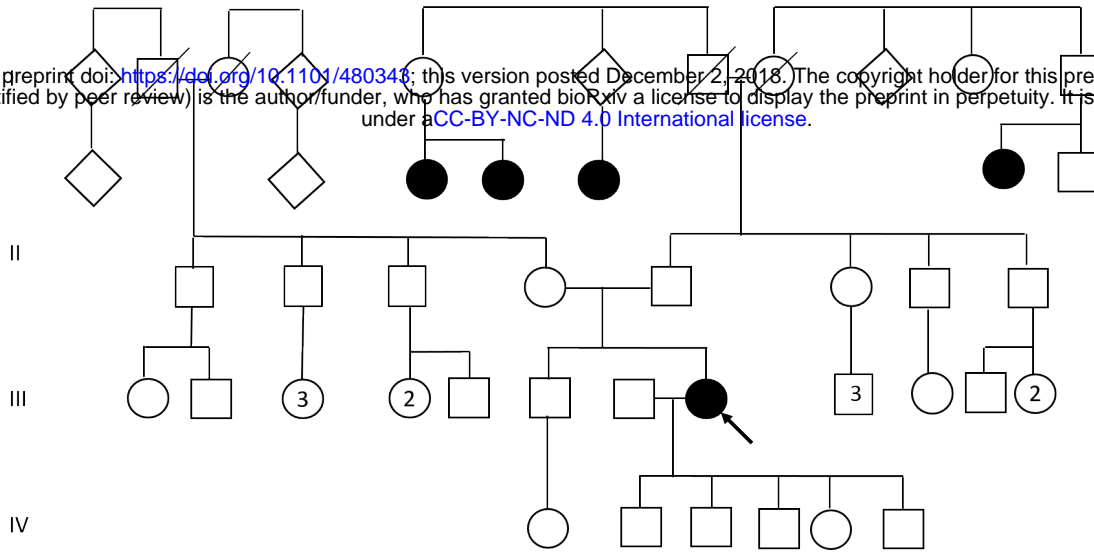 preprint doi: https://doi.org/10.1101/480343; this version posted December 2, 2018. The copyright holder for this pre
tified by peer review) is the author/funder, who has granted bioRxiv a license to display the preprint in perpetuity. It is
under aCC-BY-NC-ND 4.0 International license.
II
III
3
2
3
2
IV